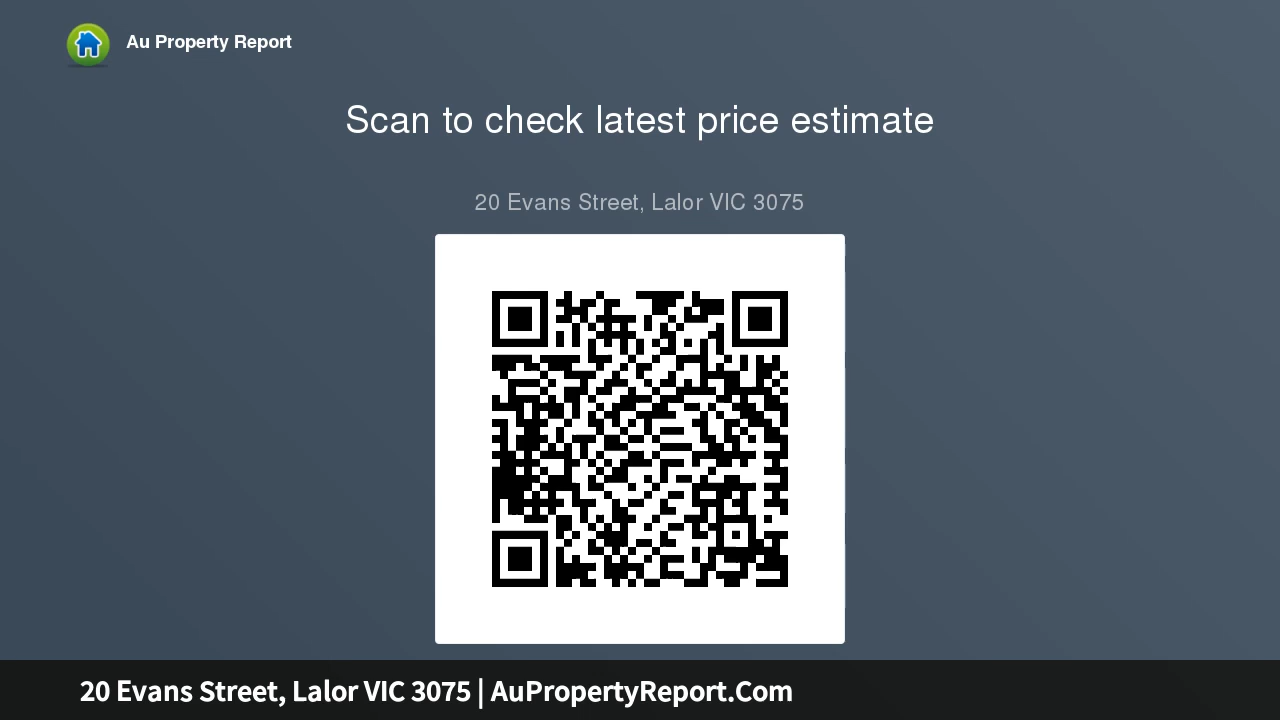 Au Property Report
Scan to check latest price estimate
20 Evans Street, Lalor VIC 3075
20 Evans Street, Lalor VIC 3075 | AuPropertyReport.Com